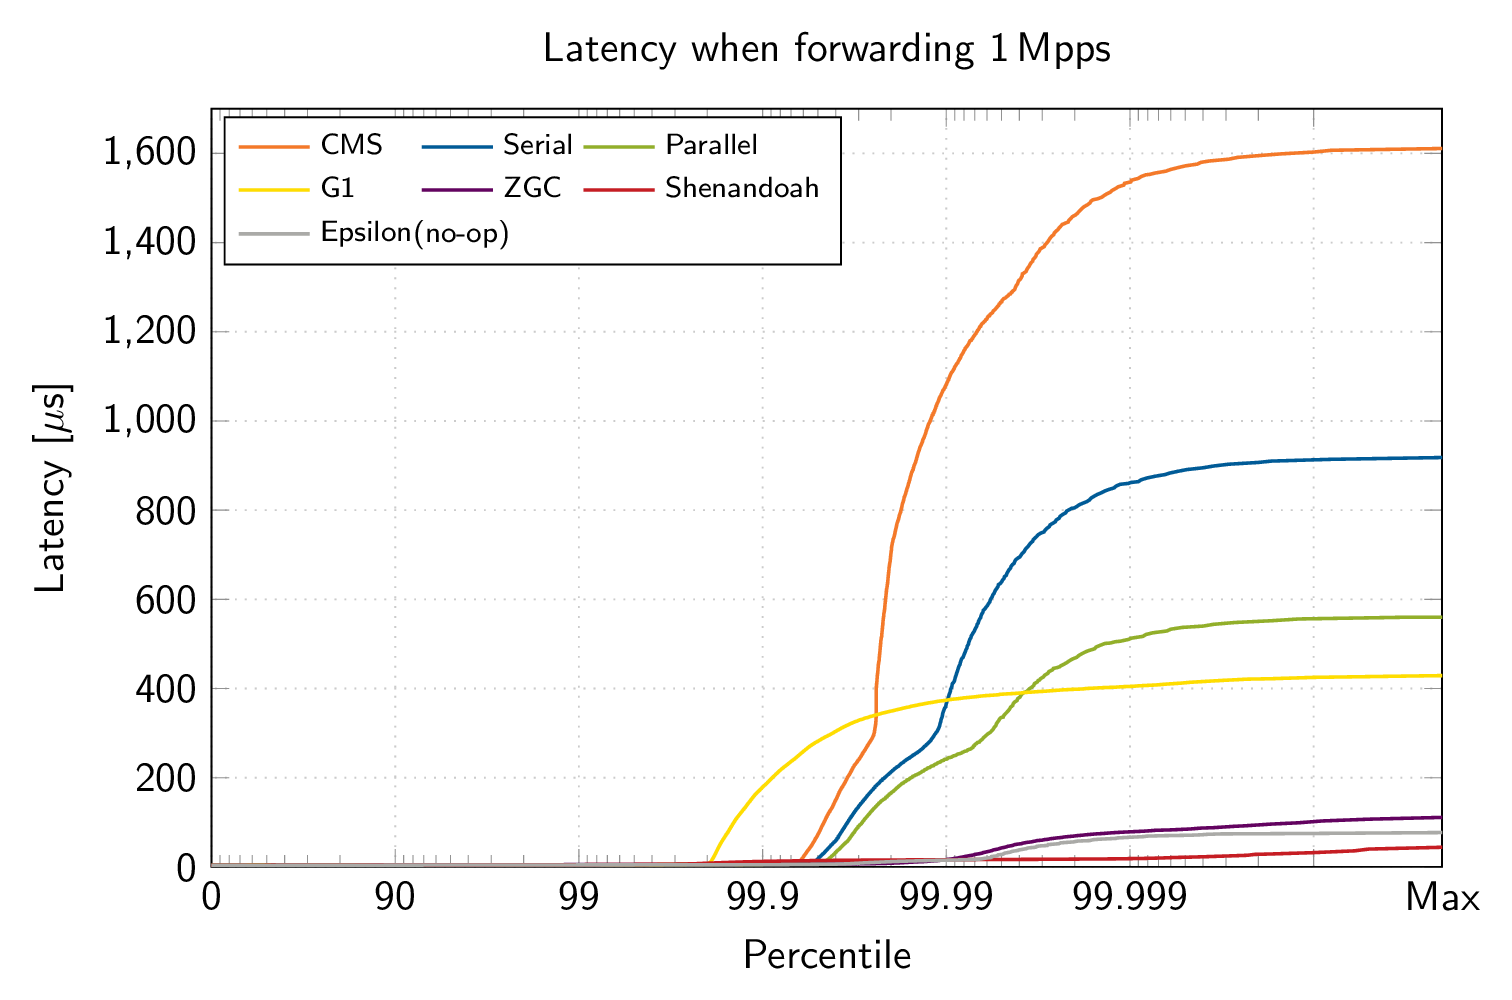 Latency when forwarding 1 Mpps
CMS Serial Parallel
G1 ZGC Shenandoah
Epsilon(no-op)
1,600
1,400
1,200
1,000
800
600
400
200
0
Latency [μs]
0 90 99 99.9 99.99 99.999 Max
Percentile